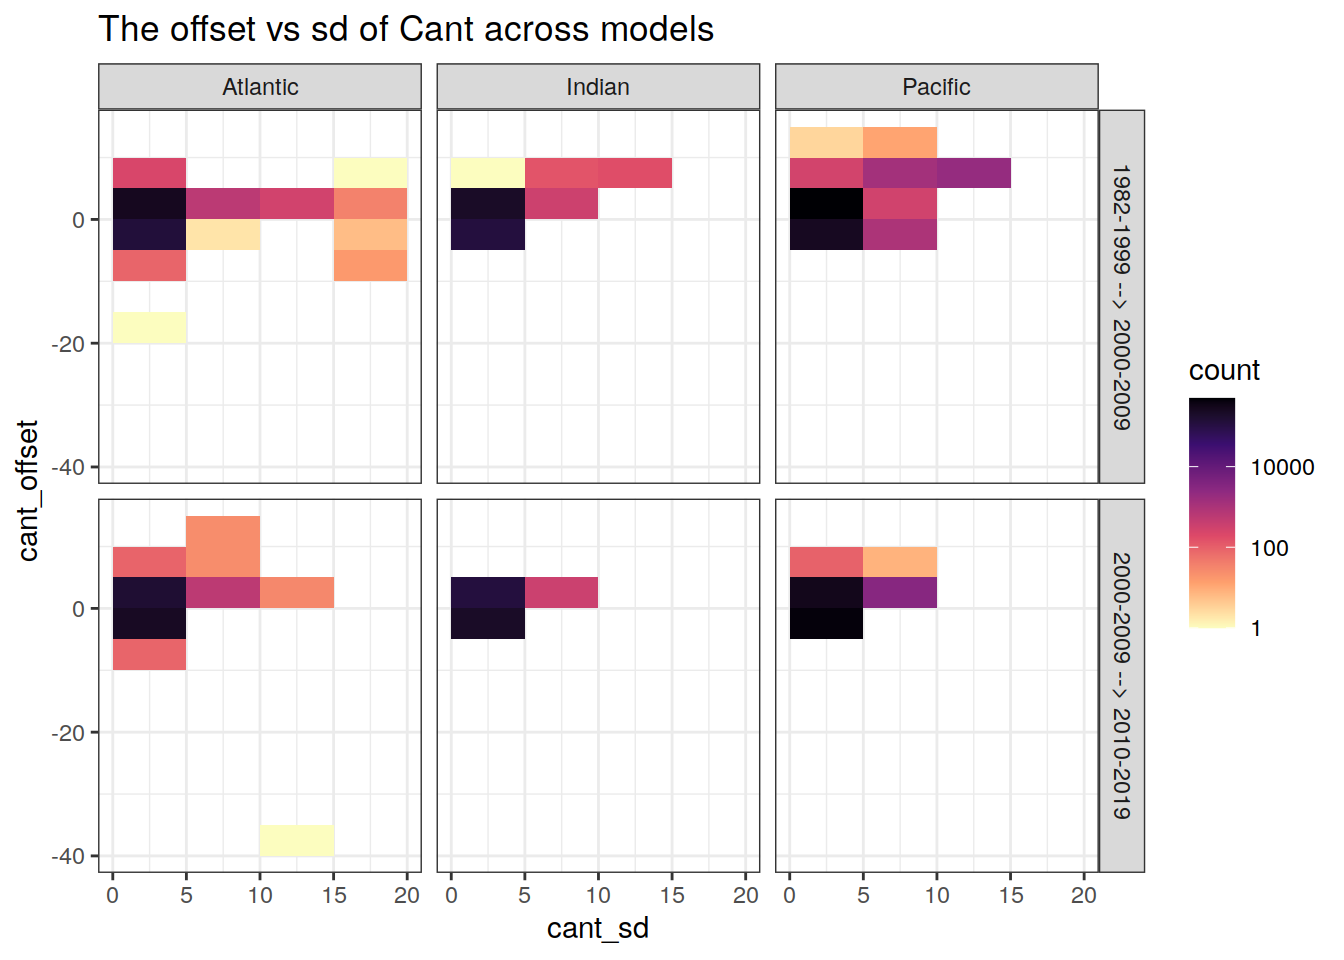 The offset vs sd of Cant across models
Atlantic
Indian
Pacific
1982-1999 --> 2000-2009
2000-2009 --> 2010-2019
cant_offset
0
-20
-40
0
-20
-40
0 5 10 15 20
0 5 10 15 20
0 5 10 15 20
cant_sd
count
10000
100
1